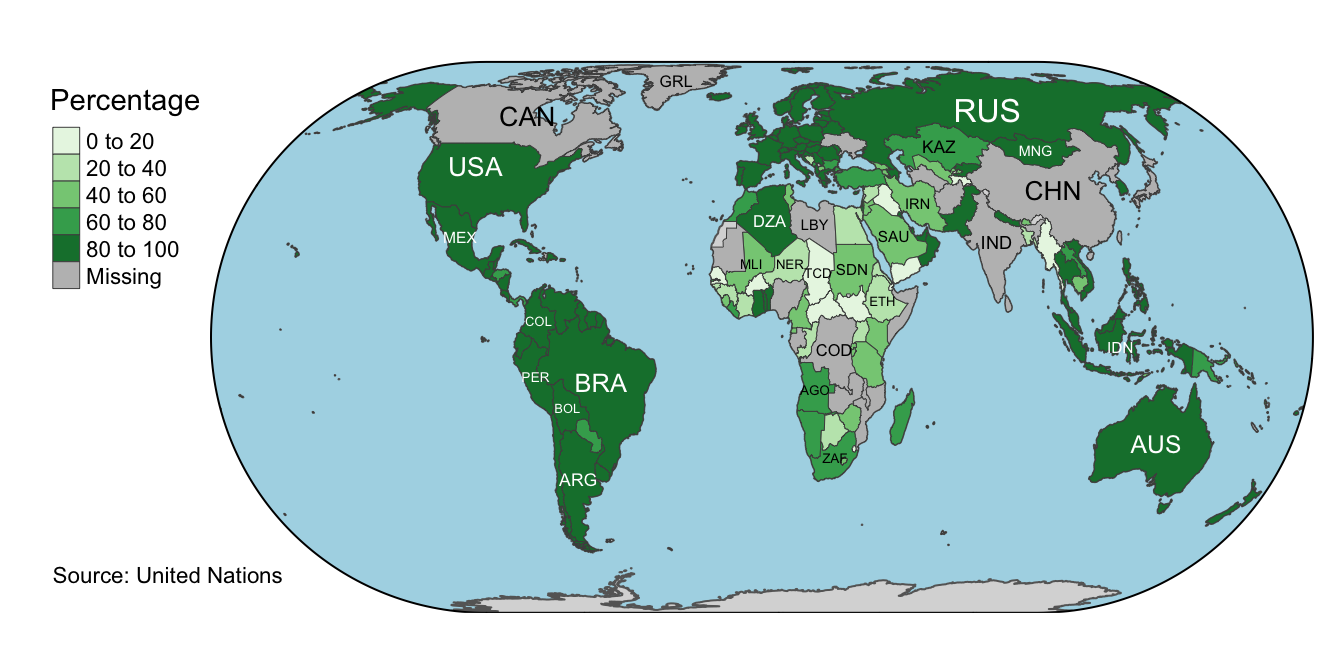 Percentage
0 to 20
20 to 40
40 to 60
60 to 80
80 to 100
Missing
GRL
CAN
RUS
USA
KAZ
MNG
CHN
MEX
DZA
LBY
IRN
SAU
IND
MLI
NER
TCD
SDN
ETH
COL
COD
IDN
PER
BRA
AGO
BOL
AUS
ZAF
ARG
Source: United Nations